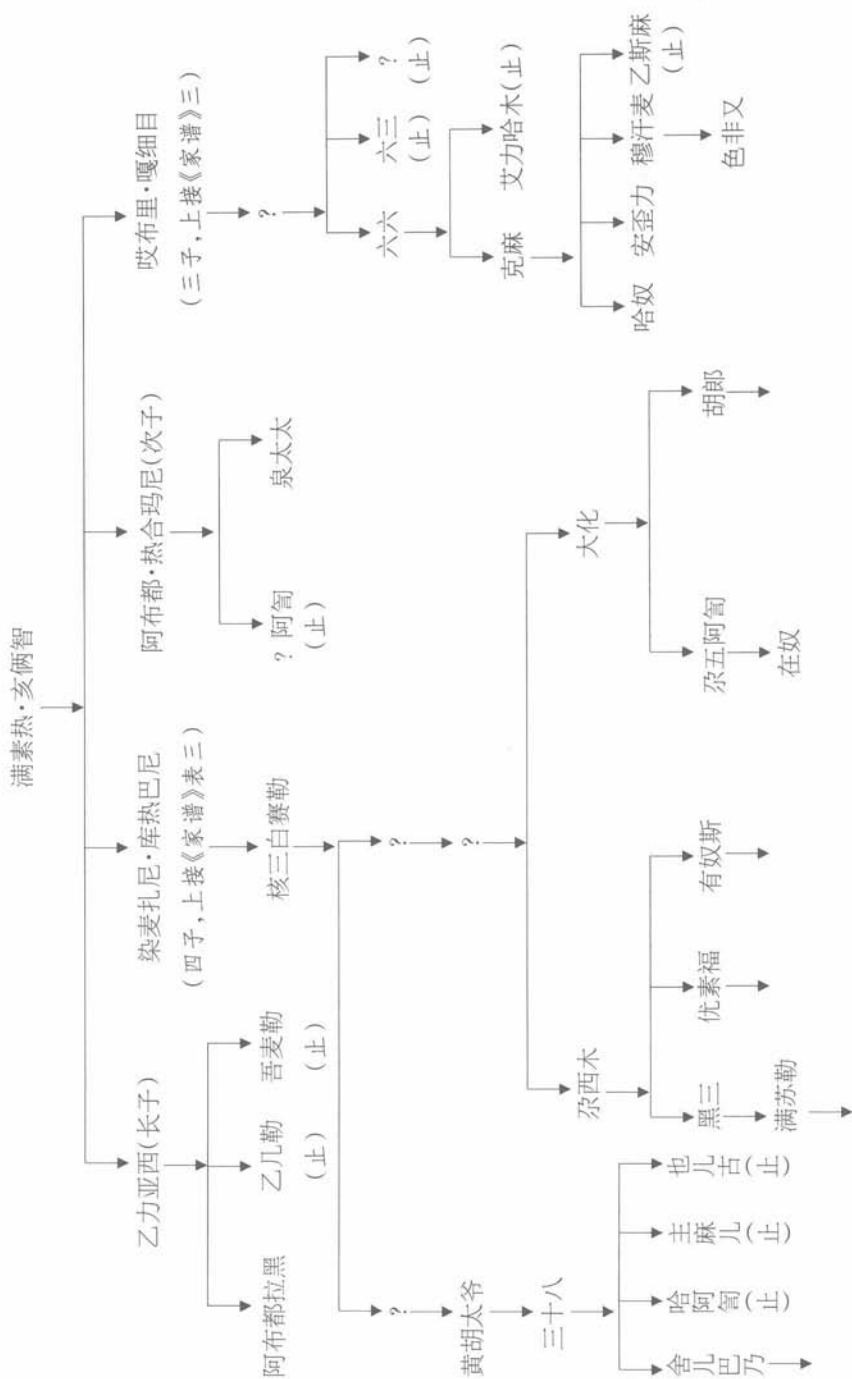 满素热·亥俩智
乙力亚西(长子)
染麦扎尼·库热巴尼
(四子,上接《家谱》表三)
阿布都·热合玛尼(次子)
哎布里·嘎细目
(三子,上接《家谱》三)
阿布都拉黑
乙几勒
(止)
吾麦勒
(止)
核三白赛勒
?阿訇
(止)
泉太太
?
六六
六三
(止)
?
(止)
克麻
艾力哈木(止)
哈奴
安歪力
穆汗麦
乙斯麻
(止)
色非又
?
?
黄胡太爷
?
三十八
尕西木
大化
舍儿巴乃
哈阿訇(止)
主麻儿(止)
也儿古(止)
黑三
优素福
有奴斯
满苏勒
尕五阿訇
胡郎
在奴